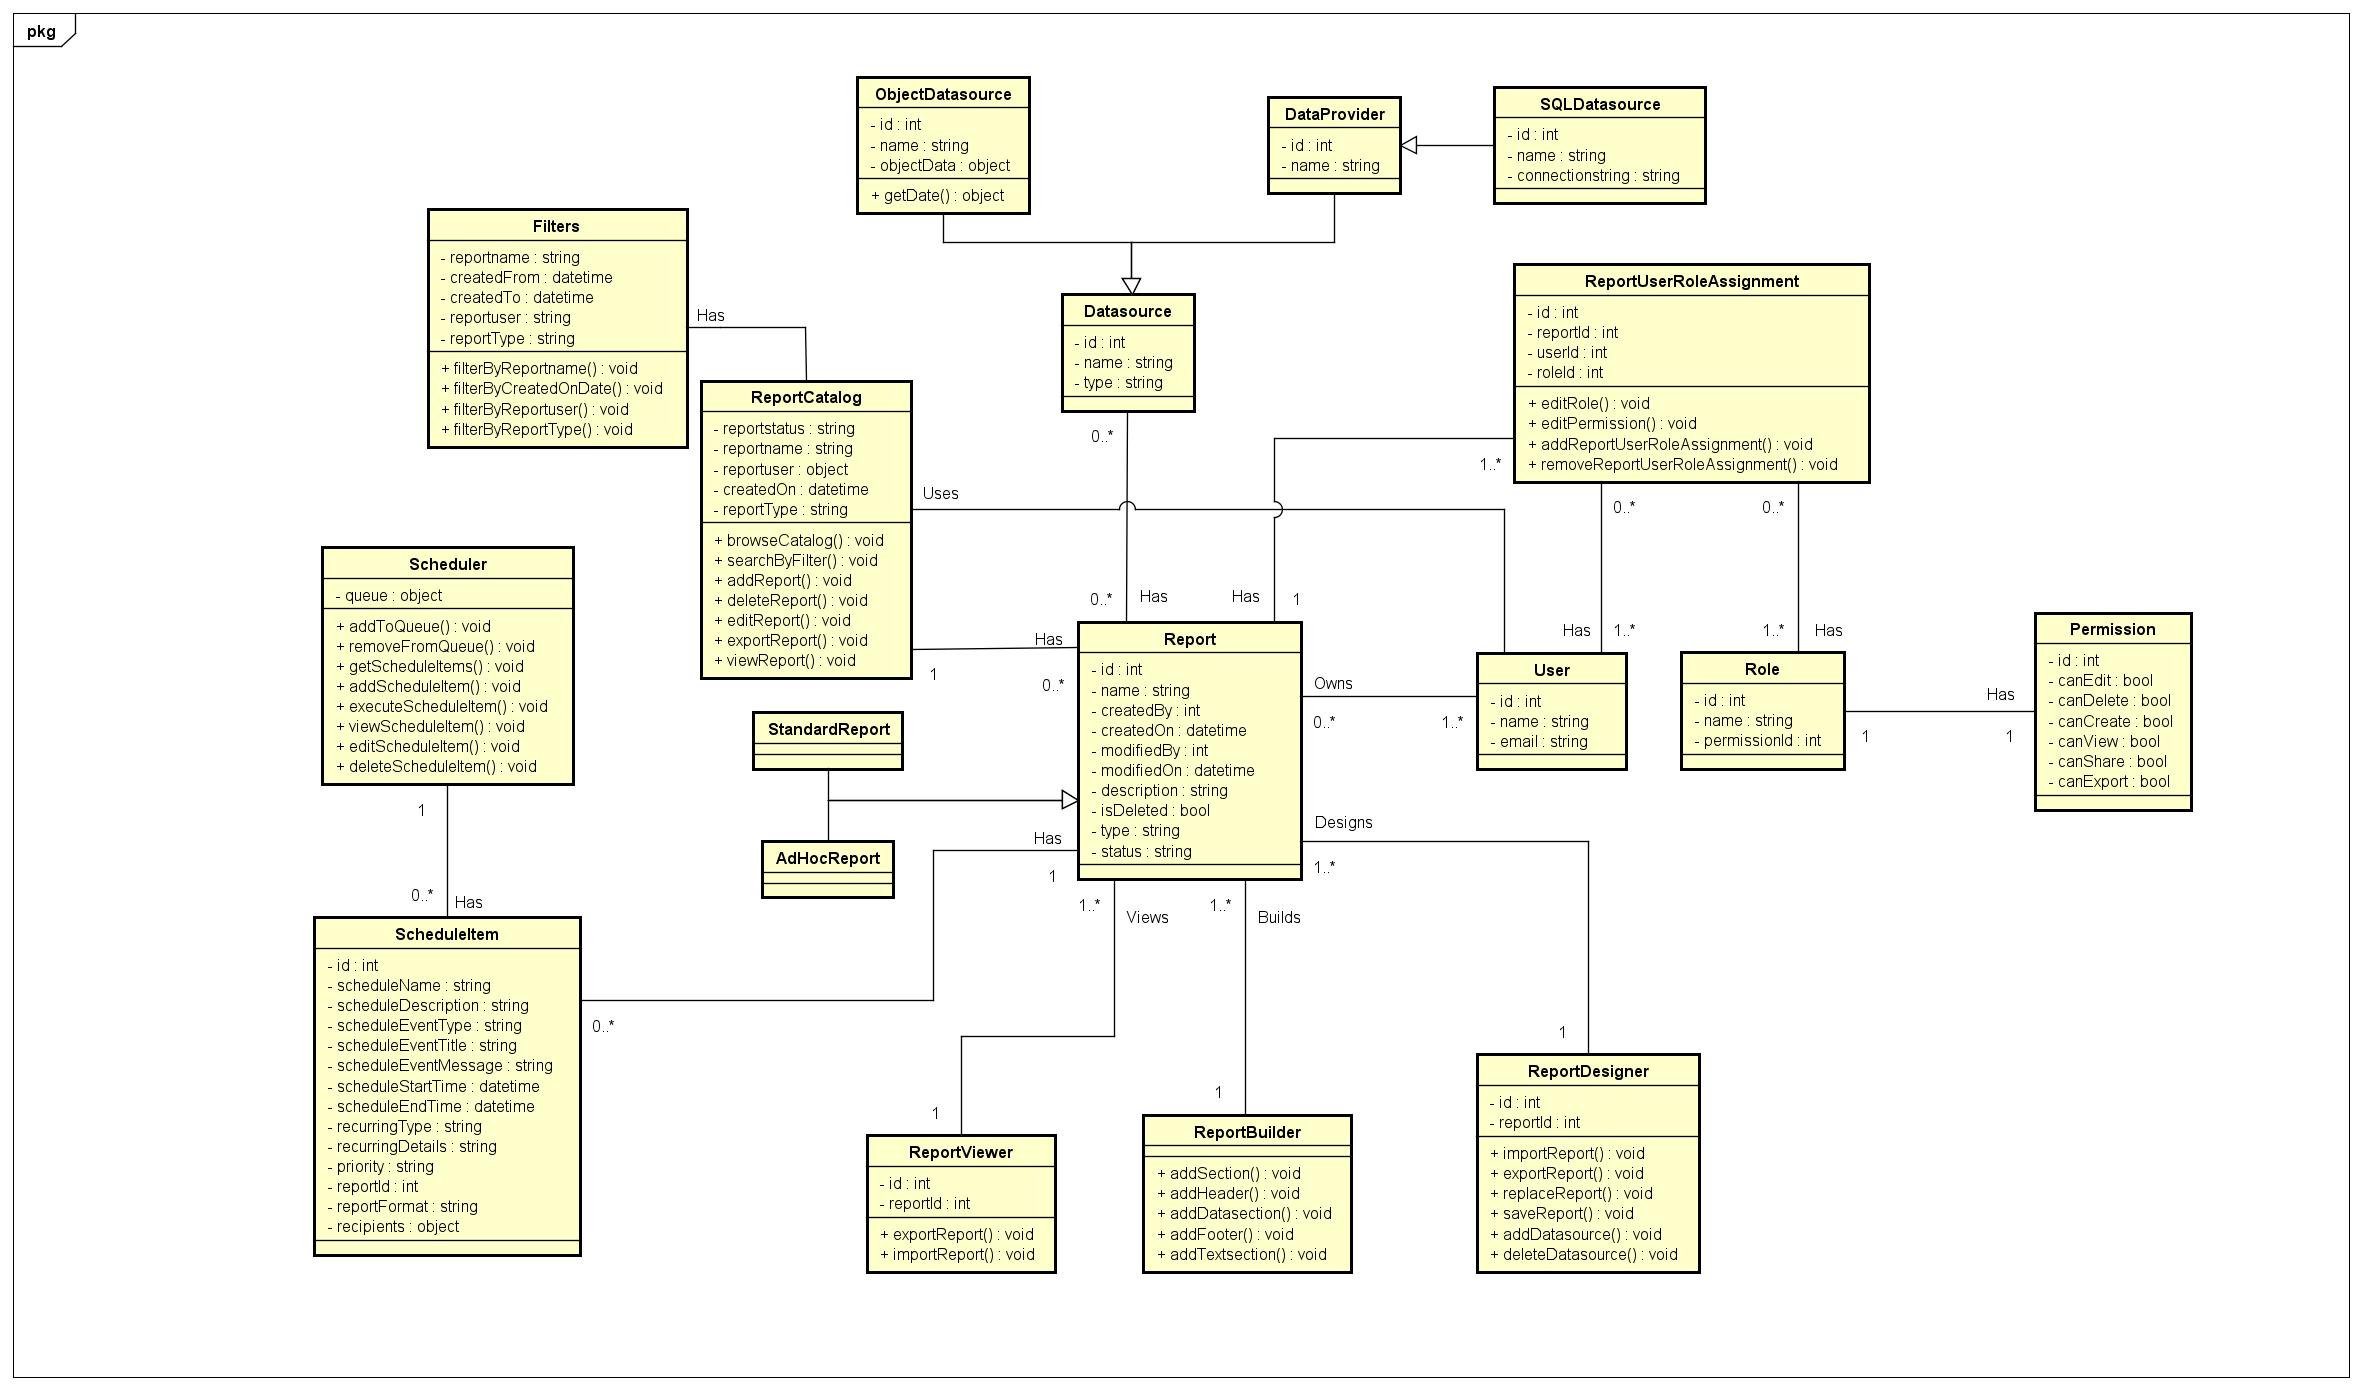 pkg
ObjectDatasource
- id : int
- name : string
- objectData : object
+ getDate() : object
DataProvider
- id : int
- name : string
SQLDatasource
- id : int
- name : string
- connectionstring : string
Filters
- reportname : string
- createdFrom : datetime
- createdTo : datetime
- reportuser : string
- reportType : string
+ filterByReportname() : void
+ filterByCreatedOnDate() : void
+ filterByReportuser() : void
+ filterByReportType() : void
Has
Datasource
- id : int
- name : string
- type : string
0..*
0..*
Has
ReportUserRoleAssignment
- id : int
- reportId : int
- userId : int
- roleId : int
+ editRole() : void
+ editPermission() : void
+ addReportUserRoleAssignment() : void
+ removeReportUserRoleAssignment() : void
1..*
Has
1
0..*
0..*
Has
1..*
1..*
Has
ReportCatalog
- reportstatus : string
- reportname : string
- reportuser : object
- createdOn : datetime
- reportType : string
+ browseCatalog() : void
+ searchByFilter() : void
+ addReport() : void
+ deleteReport() : void
+ editReport() : void
+ exportReport() : void
+ viewReport() : void
Uses
Has
1
0..*
Scheduler
- queue : object
+ addToQueue() : void
+ removeFromQueue() : void
+ getScheduleItems() : void
+ addScheduleItem() : void
+ executeScheduleItem() : void
+ viewScheduleItem() : void
+ editScheduleItem() : void
+ deleteScheduleItem() : void
1
0..*
Has
StandardReport
AdHocReport
Report
- id : int
- name : string
- createdBy : int
- createdOn : datetime
- modifiedBy : int
- modifiedOn : datetime
- description : string
- isDeleted : bool
- type : string
- status : string
Owns
0..*
1..*
User
- id : int
- name : string
- email : string
Role
- id : int
- name : string
- permissionId : int
Has
1
1
Permission
- id : int
- canEdit : bool
- canDelete : bool
- canCreate : bool
- canView : bool
- canShare : bool
- canExport : bool
Designs
1..*
1
Has
1
0..*
1..*
Views
1
1..*
Builds
1
ScheduleItem
- id : int
- scheduleName : string
- scheduleDescription : string
- scheduleEventType : string
- scheduleEventTitle : string
- scheduleEventMessage : string
- scheduleStartTime : datetime
- scheduleEndTime : datetime
- recurringType : string
- recurringDetails : string
- priority : string
- reportId : int
- reportFormat : string
- recipients : object
ReportViewer
- id : int
- reportId : int
+ exportReport() : void
+ importReport() : void
ReportBuilder
+ addSection() : void
+ addHeader() : void
+ addDatasection() : void
+ addFooter() : void
+ addTextsection() : void
ReportDesigner
- id : int
- reportId : int
+ importReport() : void
+ exportReport() : void
+ replaceReport() : void
+ saveReport() : void
+ addDatasource() : void
+ deleteDatasource() : void